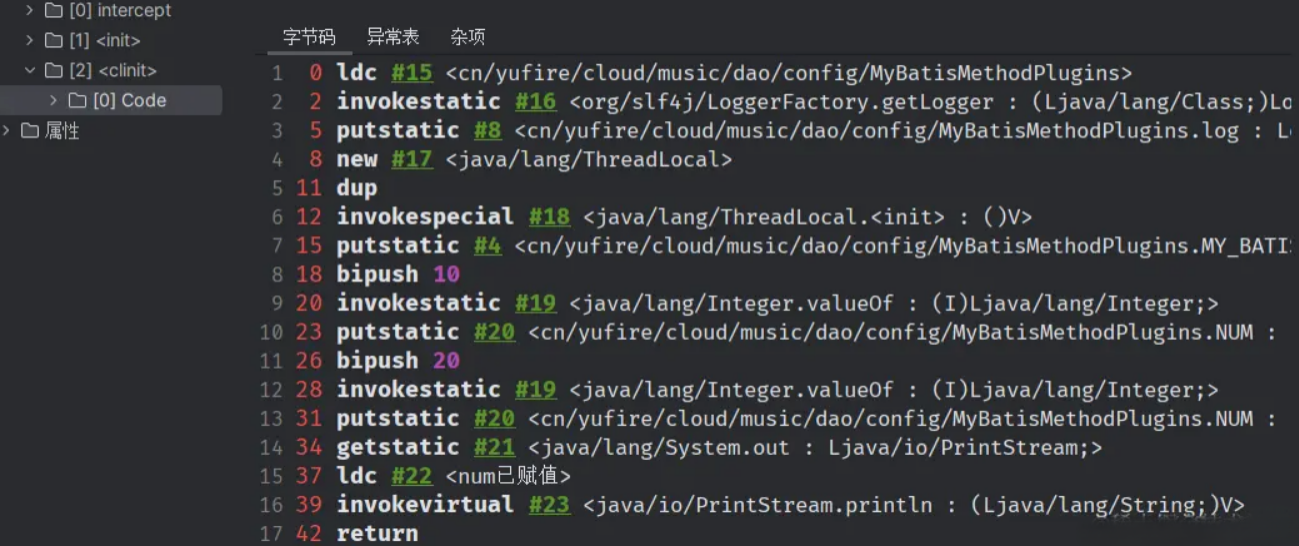 [0] intercept
[1] <init>
[2] <clinit>
[0] Code
属性
字节码 异常表 杂项
1 0 ldc #15 <cn/yufire/cloud/music/dao/config/MyBatisMethodPlugins>
2 2 invokestatic #16 <org/slf4j/LoggerFactory.getLogger : (Ljava/lang/Class;)Lo
3 5 putstatic #8 <cn/yufire/cloud/music/dao/config/MyBatisMethodPlugins.log : L
4 8 new #17 <java/lang/ThreadLocal>
5 11 dup
6 12 invokespecial #18 <java/lang/ThreadLocal.<init> : ()V>
7 15 putstatic #4 <cn/yufire/cloud/music/dao/config/MyBatisMethodPlugins.MY_BATI
8 18 bipush 10
9 20 invokestatic #19 <java/lang/Integer.valueOf : (I)Ljava/lang/Integer;>
10 23 putstatic #20 <cn/yufire/cloud/music/dao/config/MyBatisMethodPlugins.NUM :
11 26 bipush 20
12 28 invokestatic #19 <java/lang/Integer.valueOf : (I)Ljava/lang/Integer;>
13 31 putstatic #20 <cn/yufire/cloud/music/dao/config/MyBatisMethodPlugins.NUM :
14 34 getstatic #21 <java/lang/System.out : Ljava/io/PrintStream;>
15 37 ldc #22 <num已赋值>
16 39 invokevirtual #23 <java/io/PrintStream.println : (Ljava/lang/String;)V>
17 42 return